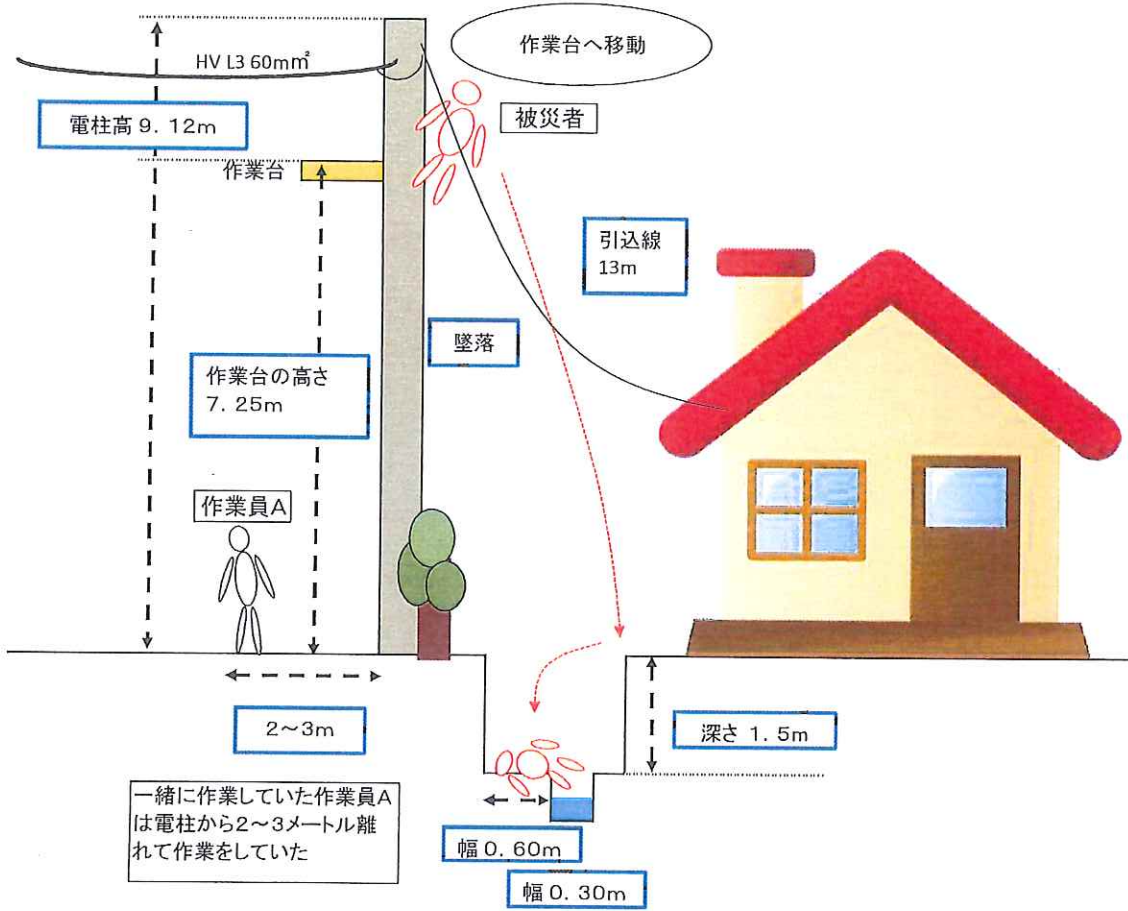 作業台へ移動
HV L3 60m㎡
被災者
電柱高 9. 12m
作業台
引込線
13m
墜落
作業台の高さ
7. 25m
作業員A
2～3m
深さ 1. 5m
一緒に作業していた作業員A
は電柱から2～3メートル離
れて作業をしていた
幅 0. 60m
幅 0. 30m